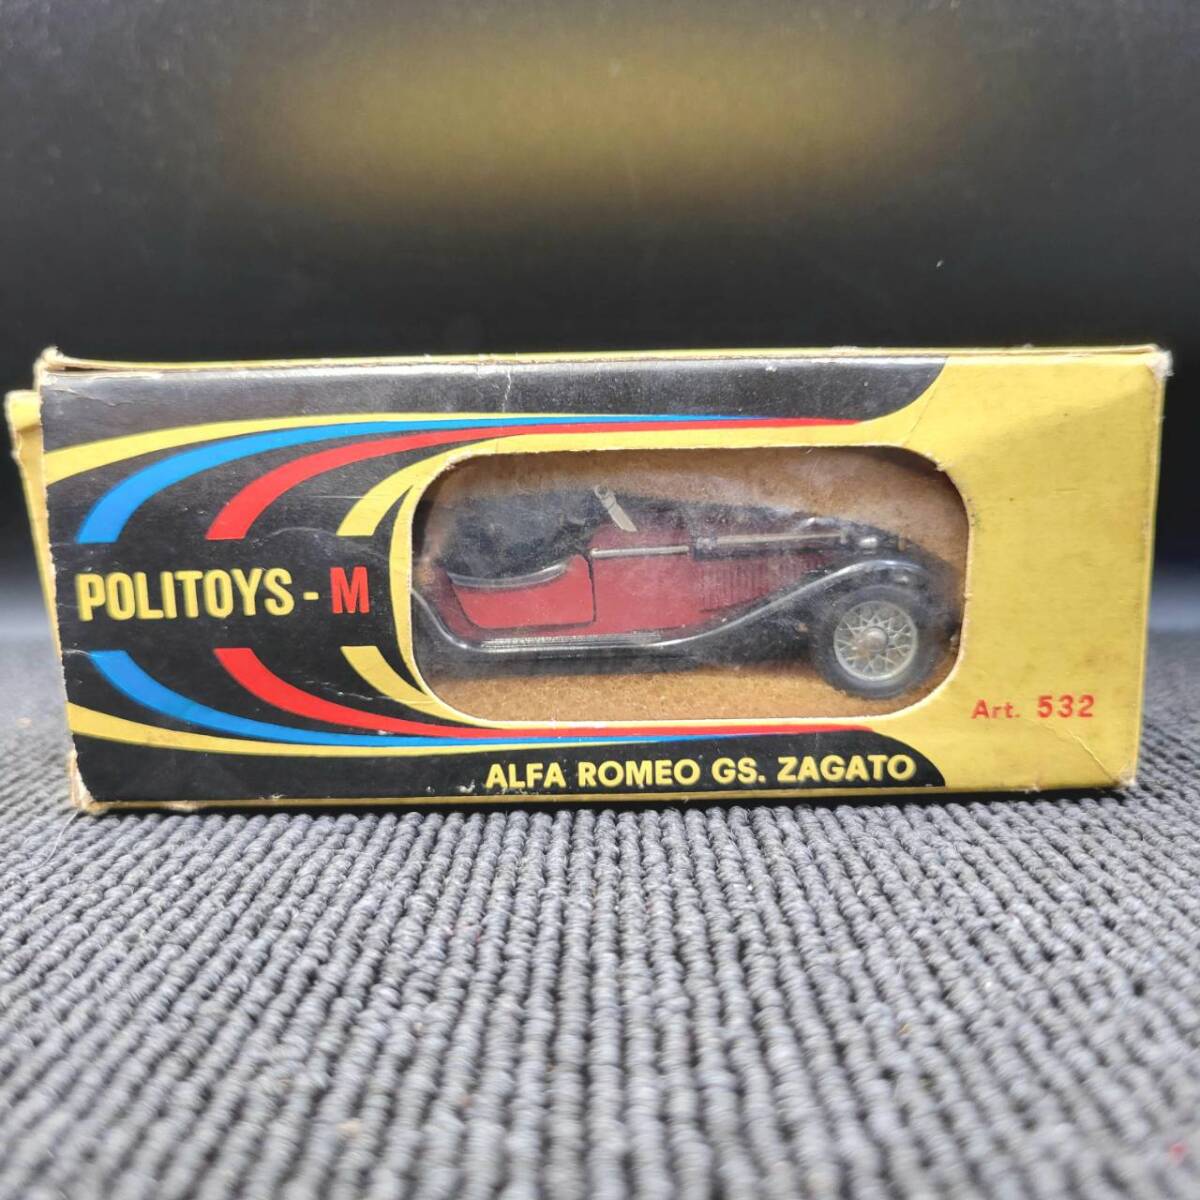 POLITOYS - M
Art. 532
ALFA ROMEO GS. ZAGATO